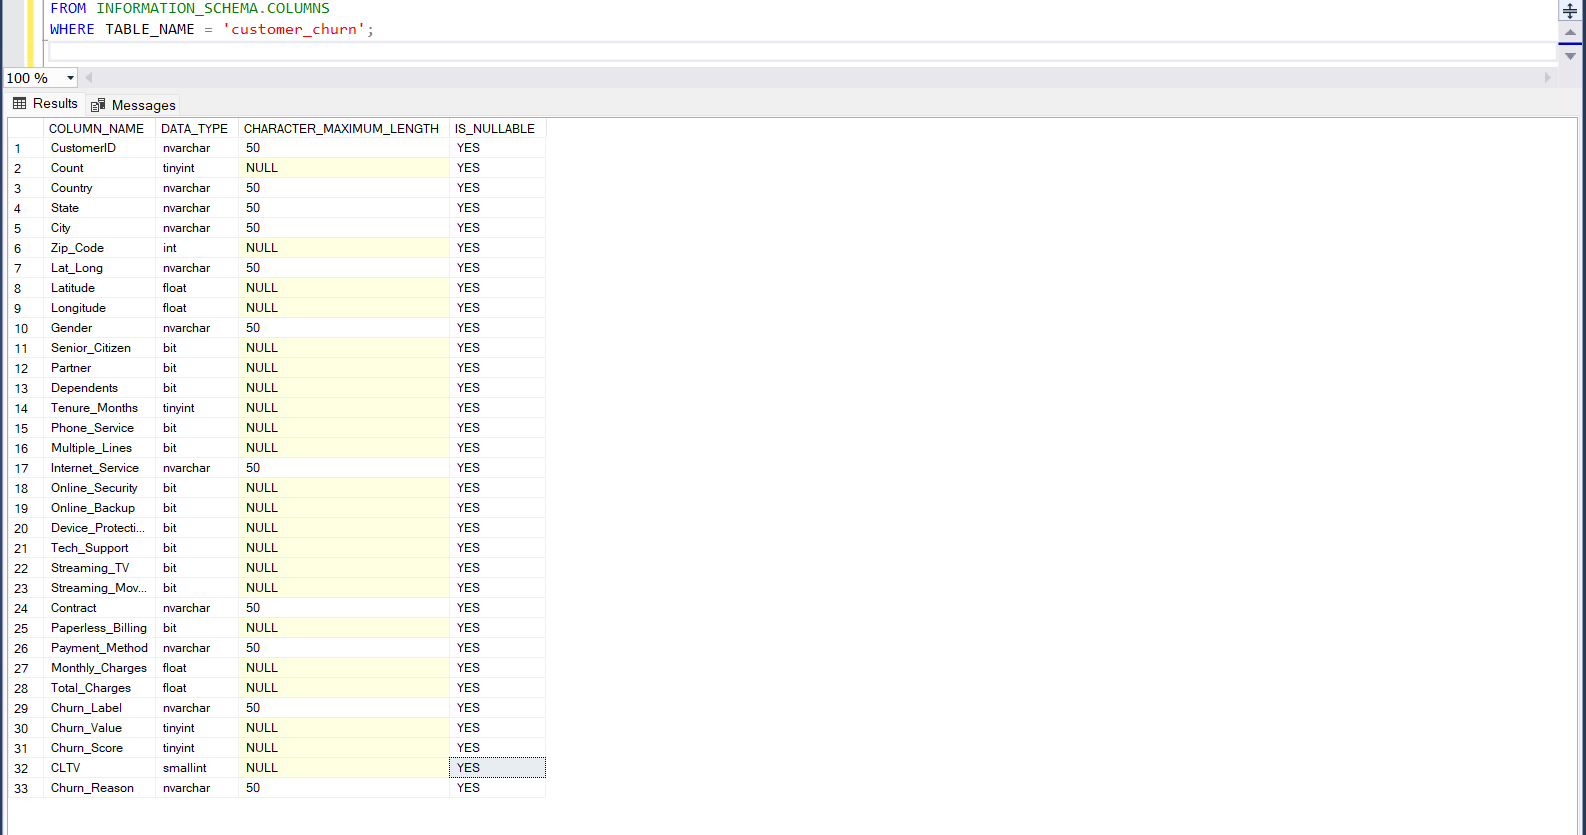 FROM INFORMATION_SCHEMA.COLUMNS
WHERE TABLE_NAME = 'customer_churn';
100 %
Results Messages
COLUMN_NAME DATA_TYPE CHARACTER_MAXIMUM_LENGTH IS_NULLABLE
1 CustomerID nvarchar 50 YES
2 Count tinyint NULL YES
3 Country nvarchar 50 YES
4 State nvarchar 50 YES
5 City nvarchar 50 YES
6 Zip_Code int NULL YES
7 Lat_Long nvarchar 50 YES
8 Latitude float NULL YES
9 Longitude float NULL YES
10 Gender nvarchar 50 YES
11 Senior_Citizen bit NULL YES
12 Partner bit NULL YES
13 Dependents bit NULL YES
14 Tenure_Months tinyint NULL YES
15 Phone_Service bit NULL YES
16 Multiple_Lines bit NULL YES
17 Internet_Service nvarchar 50 YES
18 Online_Security bit NULL YES
19 Online_Backup bit NULL YES
20 Device_Protecti... bit NULL YES
21 Tech_Support bit NULL YES
22 Streaming_TV bit NULL YES
23 Streaming_Mov... bit NULL YES
24 Contract nvarchar 50 YES
25 Paperless_Billing bit NULL YES
26 Payment_Method nvarchar 50 YES
27 Monthly_Charges float NULL YES
28 Total_Charges float NULL YES
29 Churn_Label nvarchar 50 YES
30 Churn_Value tinyint NULL YES
31 Churn_Score tinyint NULL YES
32 CLTV smallint NULL YES
33 Churn_Reason nvarchar 50 YES